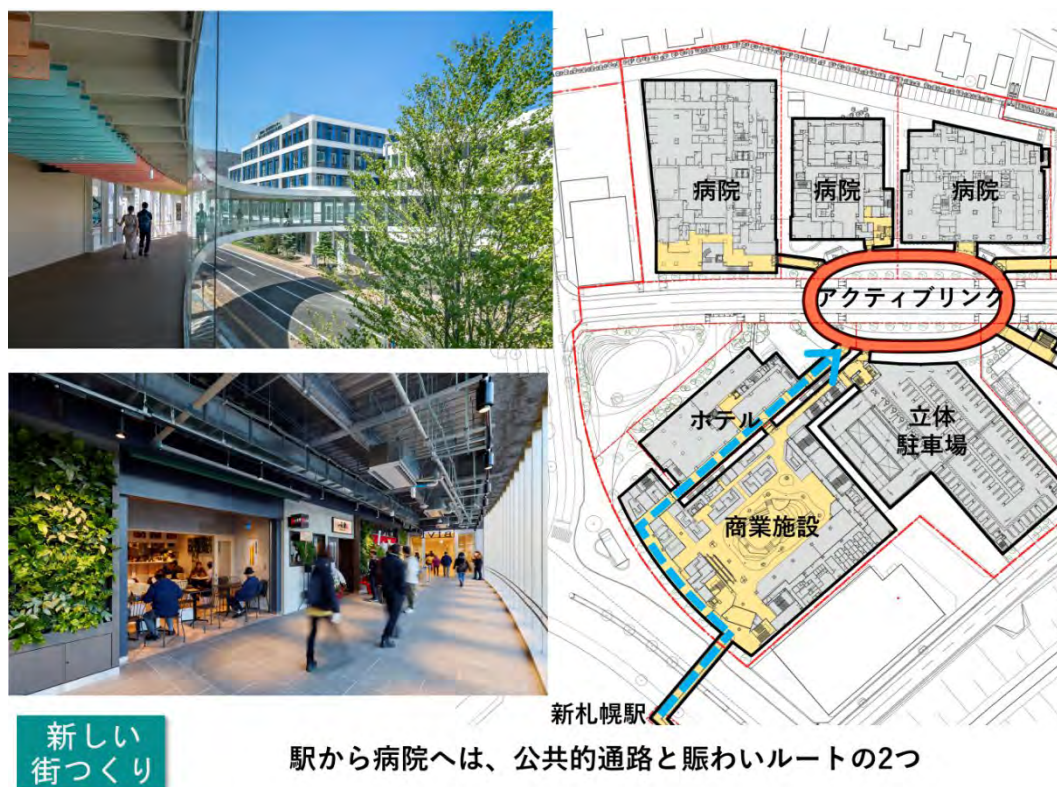 病院
病院
病院
アクティブリンク
ホテル
立体
駐車場
商業施設
新札幌駅
新しい
街つくり
駅から病院へは、公共的通路と賑わいルートの2つ